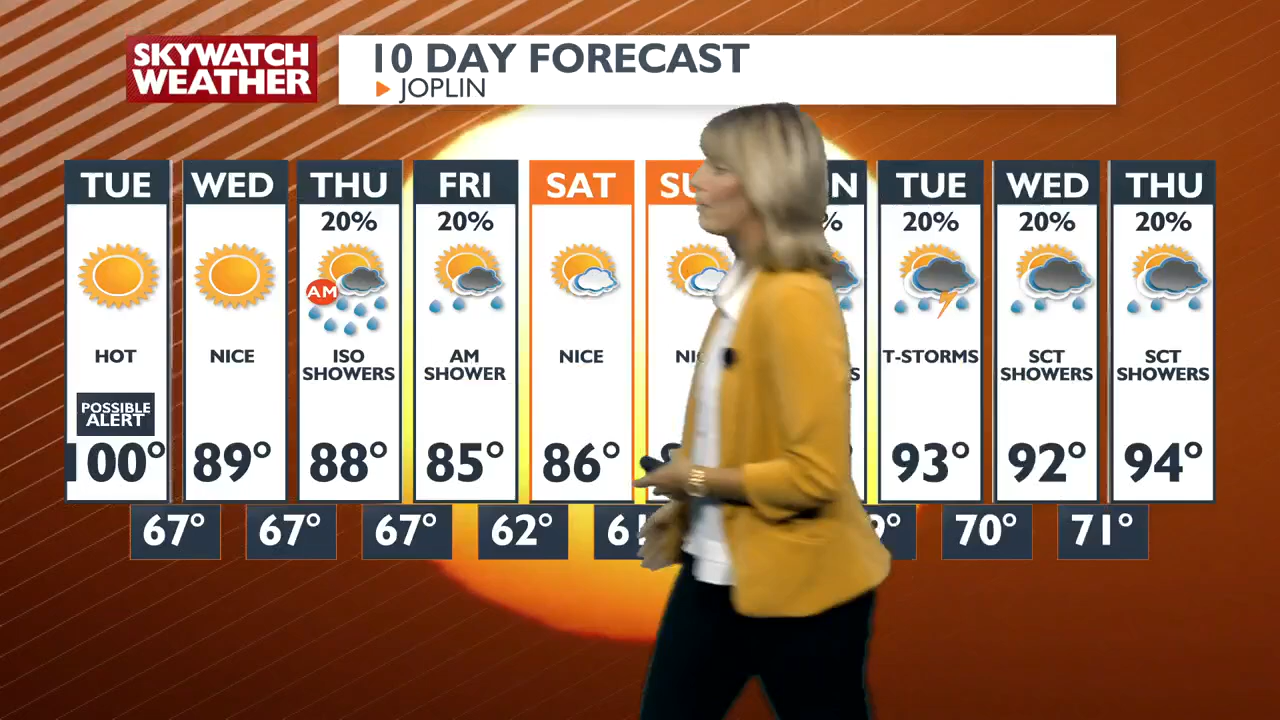 SKYWATCH
WEATHER
10 DAY FORECAST
JOPLIN
TUE WED THU FRI SAT TUE WED THU
20% 20% 20% 20% 20%
AM
HOT NICE ISO SHOWERS AM SHOWER NICE T-STORMS SCT SHOWERS SCT SHOWERS
POSSIBLE
ALERT
100° 89° 88° 85° 86° 93° 92° 94°
67° 67° 67° 62° 70° 71°